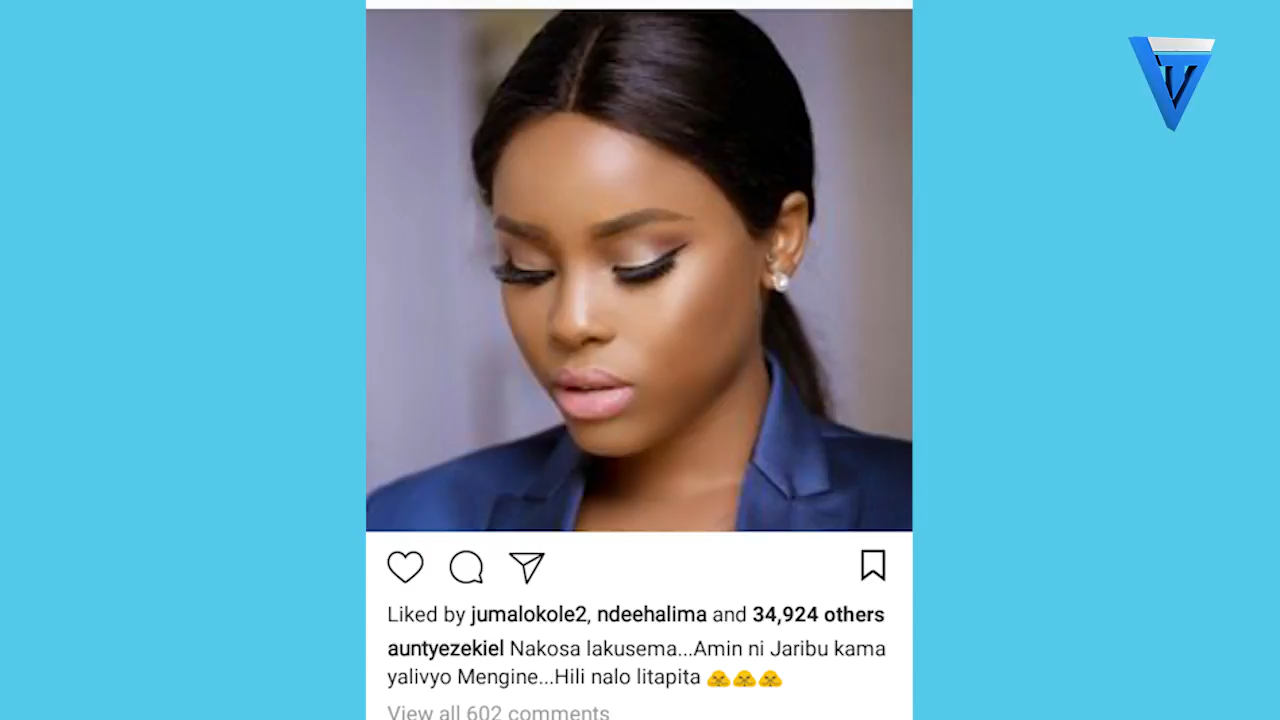 V
Liked by jumalokole2, ndeehalima and 34,924 others
auntyezekiel Nakosa lakusema...Amin ni Jaribu kama
yalivyo Mengine...Hili nalo litapita 🙏🙏🙏
View all 602 comments